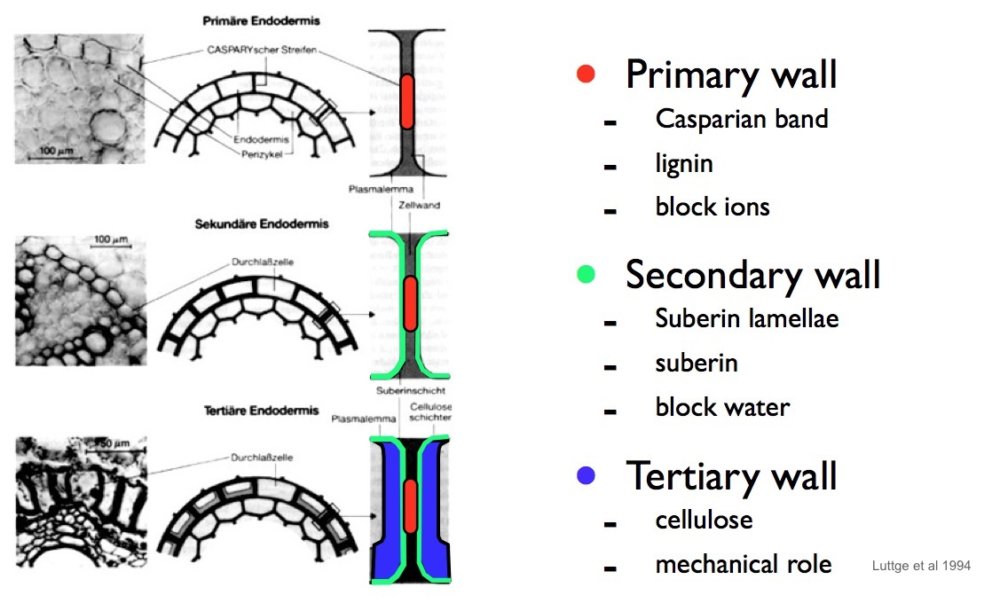 Primäre Endodermis
CASPARYscher Streifen
100 µm
Endodermis
Perizykel
Plasmalemma
Zellwand
Sekundäre Endodermis
100 µm
Durchlaßzelle
Suberinschicht
Tertiäre Endodermis
Plasmalemma
Cellulose
schichter
50 µm
Durchlaßzelle
Primary wall
- Casparian band
- lignin
- block ions
Secondary wall
- Suberin lamellae
- suberin
- block water
Tertiary wall
- cellulose
- mechanical role
Luttge et al 1994